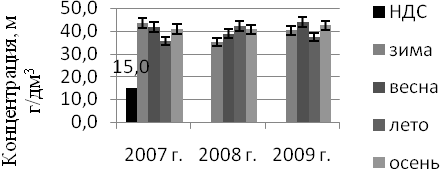 Концентрация, м
г/дм³
50,0
40,0
30,0
20,0
10,0
0,0
15,0
2007 г. 2008 г. 2009 г.
НДС
зима
весна
лето
осень